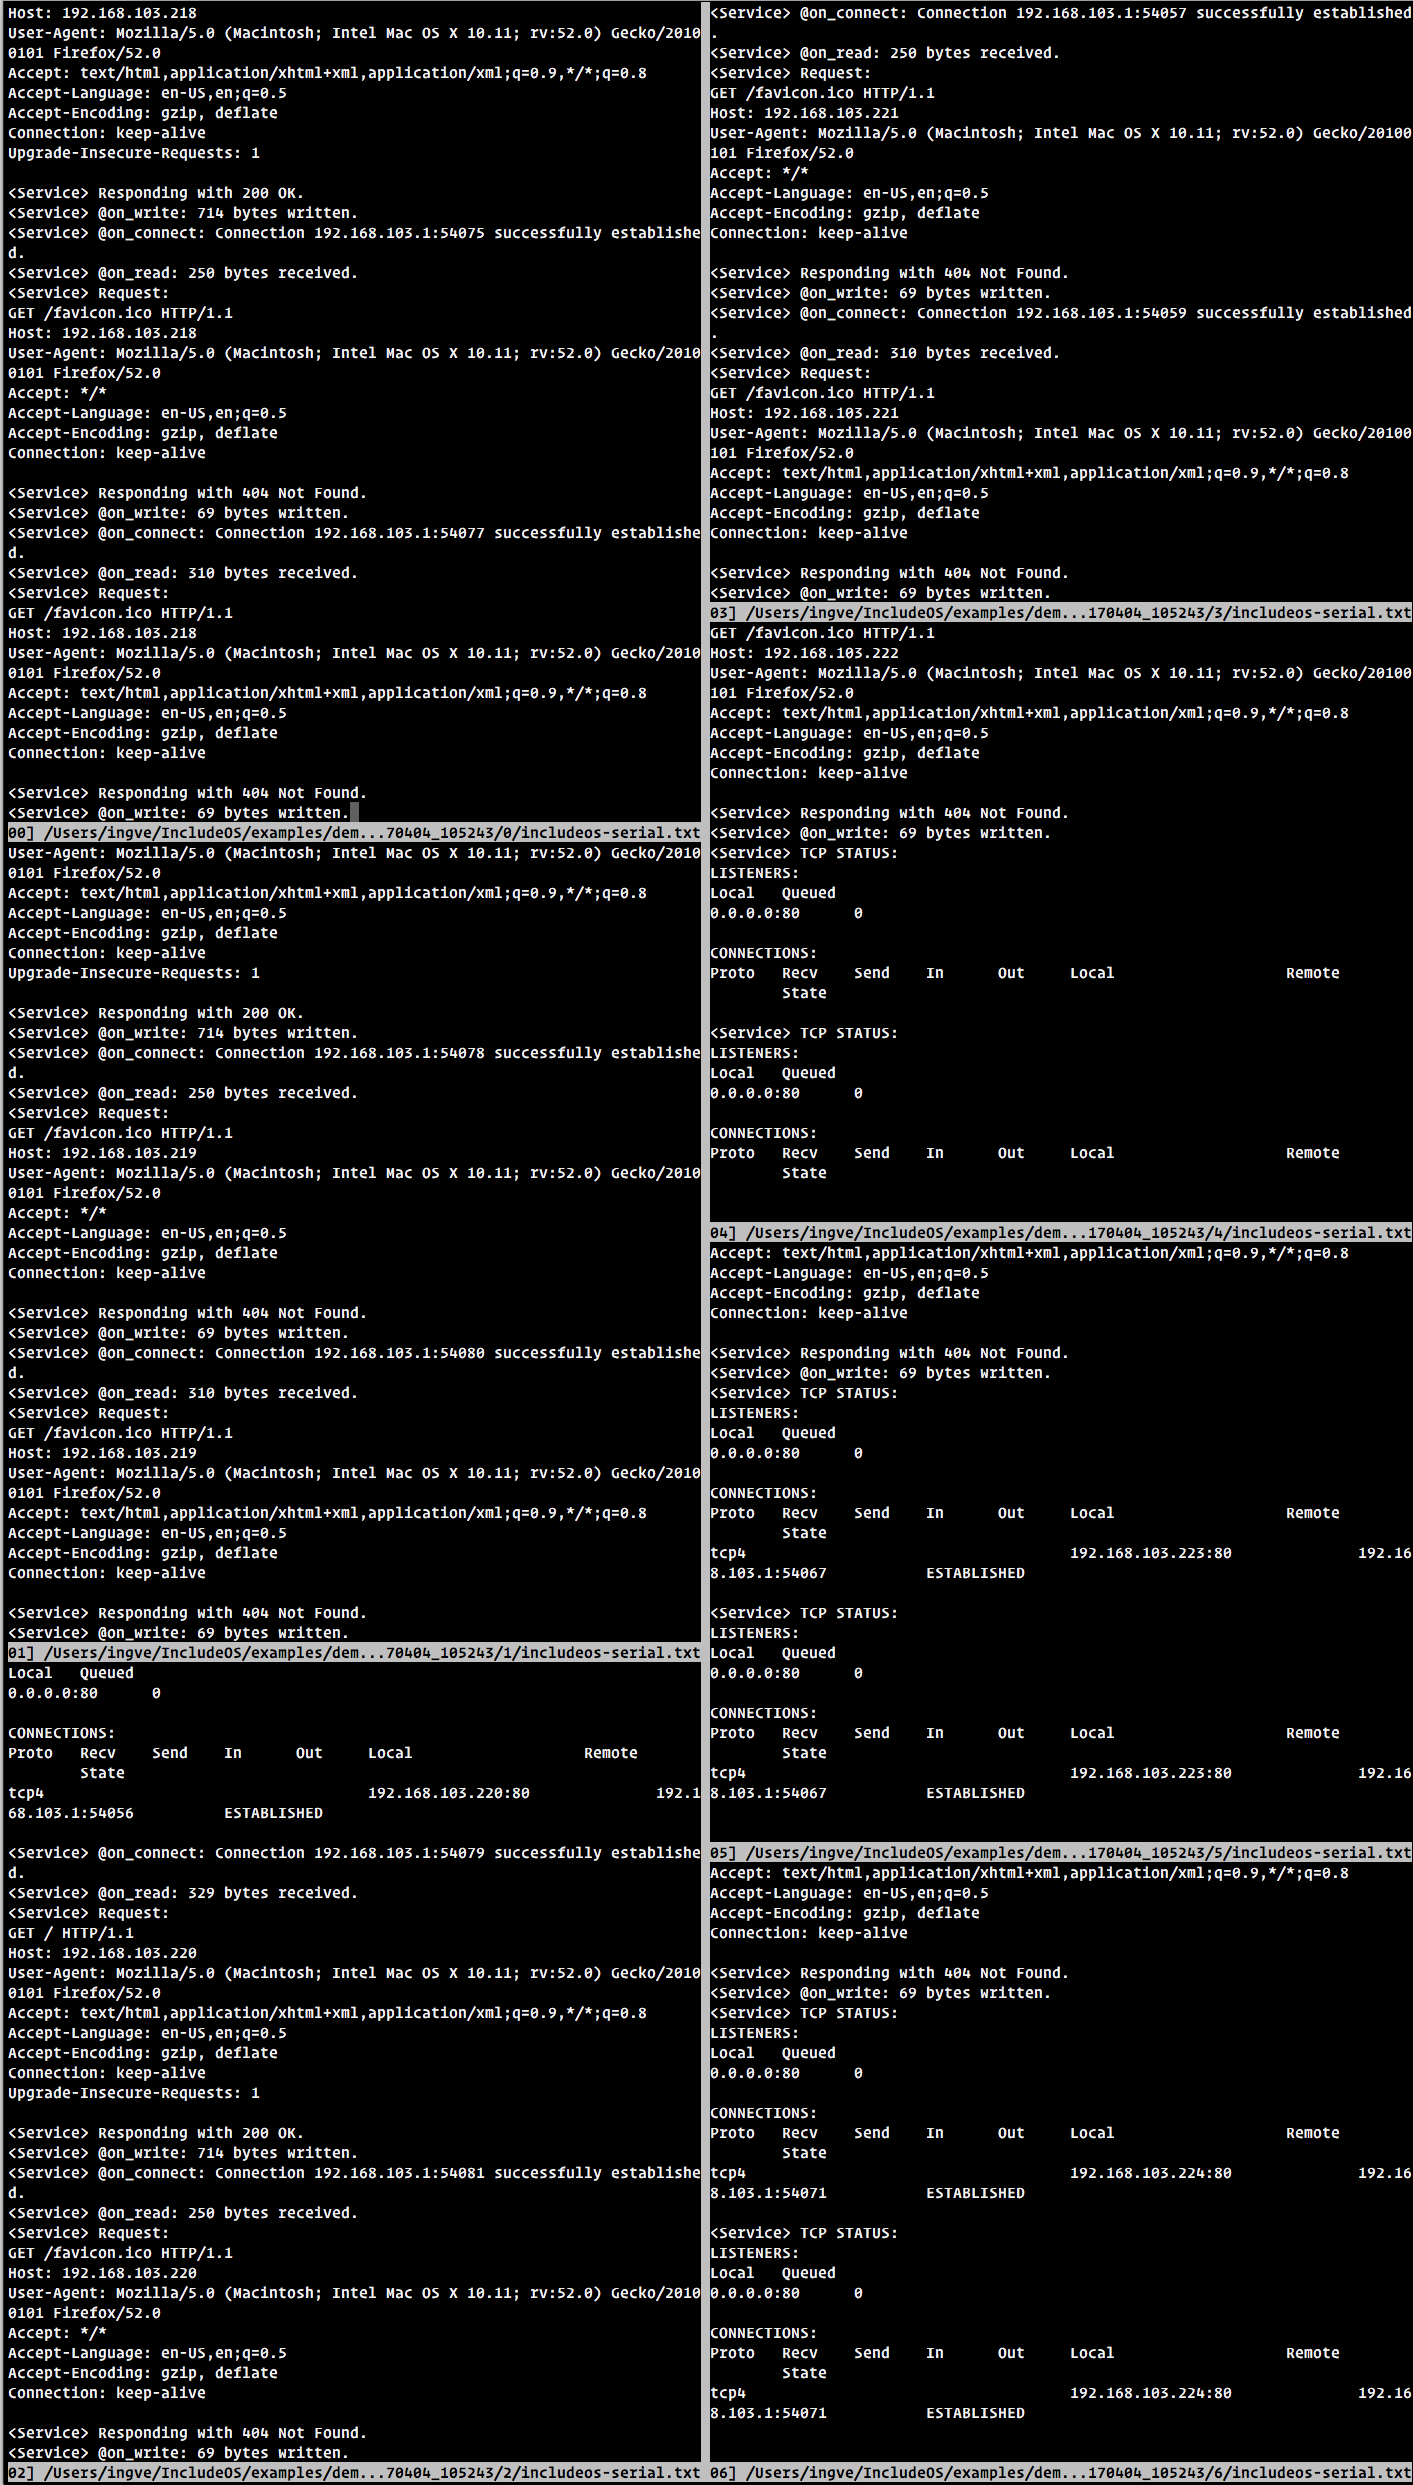 Host: 192.168.103.218
User-Agent: Mozilla/5.0 (Macintosh; Intel Mac OS X 10.11; rv:52.0) Gecko/2010
0101 Firefox/52.0
Accept: text/html,application/xhtml+xml,application/xml;q=0.9,*/*;q=0.8
Accept-Language: en-US,en;q=0.5
Accept-Encoding: gzip, deflate
Connection: keep-alive
Upgrade-Insecure-Requests: 1

<Service> Responding with 200 OK.
<Service> @on_write: 714 bytes written.
<Service> @on_connect: Connection 192.168.103.1:54075 successfully establishe
d.
<Service> @on_read: 250 bytes received.
<Service> Request:
GET /favicon.ico HTTP/1.1
Host: 192.168.103.218
User-Agent: Mozilla/5.0 (Macintosh; Intel Mac OS X 10.11; rv:52.0) Gecko/2010
0101 Firefox/52.0
Accept: */*
Accept-Language: en-US,en;q=0.5
Accept-Encoding: gzip, deflate
Connection: keep-alive

<Service> Responding with 404 Not Found.
<Service> @on_write: 69 bytes written.
<Service> @on_connect: Connection 192.168.103.1:54077 successfully establishe
d.
<Service> @on_read: 310 bytes received.
<Service> Request:
GET /favicon.ico HTTP/1.1
Host: 192.168.103.218
User-Agent: Mozilla/5.0 (Macintosh; Intel Mac OS X 10.11; rv:52.0) Gecko/2010
0101 Firefox/52.0
Accept: text/html,application/xhtml+xml,application/xml;q=0.9,*/*;q=0.8
Accept-Language: en-US,en;q=0.5
Accept-Encoding: gzip, deflate
Connection: keep-alive

<Service> Responding with 404 Not Found.
<Service> @on_write: 69 bytes written.
00] /Users/ingve/IncludeOS/examples/dem...70404_105243/0/includeos-serial.txt
User-Agent: Mozilla/5.0 (Macintosh; Intel Mac OS X 10.11; rv:52.0) Gecko/2010
0101 Firefox/52.0
Accept: text/html,application/xhtml+xml,application/xml;q=0.9,*/*;q=0.8
Accept-Language: en-US,en;q=0.5
Accept-Encoding: gzip, deflate
Connection: keep-alive
Upgrade-Insecure-Requests: 1

<Service> Responding with 200 OK.
<Service> @on_write: 714 bytes written.
<Service> @on_connect: Connection 192.168.103.1:54078 successfully establishe
d.
<Service> @on_read: 250 bytes received.
<Service> Request:
GET /favicon.ico HTTP/1.1
Host: 192.168.103.219
User-Agent: Mozilla/5.0 (Macintosh; Intel Mac OS X 10.11; rv:52.0) Gecko/2010
0101 Firefox/52.0
Accept: */*
Accept-Language: en-US,en;q=0.5
Accept-Encoding: gzip, deflate
Connection: keep-alive

<Service> Responding with 404 Not Found.
<Service> @on_write: 69 bytes written.
<Service> @on_connect: Connection 192.168.103.1:54080 successfully establishe
d.
<Service> @on_read: 310 bytes received.
<Service> Request:
GET /favicon.ico HTTP/1.1
Host: 192.168.103.219
User-Agent: Mozilla/5.0 (Macintosh; Intel Mac OS X 10.11; rv:52.0) Gecko/2010
0101 Firefox/52.0
Accept: text/html,application/xhtml+xml,application/xml;q=0.9,*/*;q=0.8
Accept-Language: en-US,en;q=0.5
Accept-Encoding: gzip, deflate
Connection: keep-alive

<Service> Responding with 404 Not Found.
<Service> @on_write: 69 bytes written.
01] /Users/ingve/IncludeOS/examples/dem...70404_105243/1/includeos-serial.txt
Local   Queued
0.0.0.0:80      0

CONNECTIONS:
Proto   Recv    Send    In      Out     Local                   Remote
        State
tcp4                                    192.168.103.220:80              192.1
68.103.1:54056          ESTABLISHED

<Service> @on_connect: Connection 192.168.103.1:54079 successfully establishe
d.
<Service> @on_read: 329 bytes received.
<Service> Request:
GET / HTTP/1.1
Host: 192.168.103.220
User-Agent: Mozilla/5.0 (Macintosh; Intel Mac OS X 10.11; rv:52.0) Gecko/2010
0101 Firefox/52.0
Accept: text/html,application/xhtml+xml,application/xml;q=0.9,*/*;q=0.8
Accept-Language: en-US,en;q=0.5
Accept-Encoding: gzip, deflate
Connection: keep-alive
Upgrade-Insecure-Requests: 1

<Service> Responding with 200 OK.
<Service> @on_write: 714 bytes written.
<Service> @on_connect: Connection 192.168.103.1:54081 successfully establishe
d.
<Service> @on_read: 250 bytes received.
<Service> Request:
GET /favicon.ico HTTP/1.1
Host: 192.168.103.220
User-Agent: Mozilla/5.0 (Macintosh; Intel Mac OS X 10.11; rv:52.0) Gecko/2010
0101 Firefox/52.0
Accept: */*
Accept-Language: en-US,en;q=0.5
Accept-Encoding: gzip, deflate
Connection: keep-alive

<Service> Responding with 404 Not Found.
<Service> @on_write: 69 bytes written.
02] /Users/ingve/IncludeOS/examples/dem...70404_105243/2/includeos-serial.txt
<Service> @on_connect: Connection 192.168.103.1:54057 successfully established
.
<Service> @on_read: 250 bytes received.
<Service> Request:
GET /favicon.ico HTTP/1.1
Host: 192.168.103.221
User-Agent: Mozilla/5.0 (Macintosh; Intel Mac OS X 10.11; rv:52.0) Gecko/20100
101 Firefox/52.0
Accept: */*
Accept-Language: en-US,en;q=0.5
Accept-Encoding: gzip, deflate
Connection: keep-alive

<Service> Responding with 404 Not Found.
<Service> @on_write: 69 bytes written.
<Service> @on_connect: Connection 192.168.103.1:54059 successfully established
.
<Service> @on_read: 310 bytes received.
<Service> Request:
GET /favicon.ico HTTP/1.1
Host: 192.168.103.221
User-Agent: Mozilla/5.0 (Macintosh; Intel Mac OS X 10.11; rv:52.0) Gecko/20100
101 Firefox/52.0
Accept: text/html,application/xhtml+xml,application/xml;q=0.9,*/*;q=0.8
Accept-Language: en-US,en;q=0.5
Accept-Encoding: gzip, deflate
Connection: keep-alive

<Service> Responding with 404 Not Found.
<Service> @on_write: 69 bytes written.
03] /Users/ingve/IncludeOS/examples/dem...170404_105243/3/includeos-serial.txt
GET /favicon.ico HTTP/1.1
Host: 192.168.103.222
User-Agent: Mozilla/5.0 (Macintosh; Intel Mac OS X 10.11; rv:52.0) Gecko/20100
101 Firefox/52.0
Accept: text/html,application/xhtml+xml,application/xml;q=0.9,*/*;q=0.8
Accept-Language: en-US,en;q=0.5
Accept-Encoding: gzip, deflate
Connection: keep-alive

<Service> Responding with 404 Not Found.
<Service> @on_write: 69 bytes written.
<Service> TCP STATUS:
LISTENERS:
Local   Queued
0.0.0.0:80      0

CONNECTIONS:
Proto   Recv    Send    In      Out     Local                   Remote
        State

<Service> TCP STATUS:
LISTENERS:
Local   Queued
0.0.0.0:80      0

CONNECTIONS:
Proto   Recv    Send    In      Out     Local                   Remote
        State

04] /Users/ingve/IncludeOS/examples/dem...170404_105243/4/includeos-serial.txt
Accept: text/html,application/xhtml+xml,application/xml;q=0.9,*/*;q=0.8
Accept-Language: en-US,en;q=0.5
Accept-Encoding: gzip, deflate
Connection: keep-alive

<Service> Responding with 404 Not Found.
<Service> @on_write: 69 bytes written.
<Service> TCP STATUS:
LISTENERS:
Local   Queued
0.0.0.0:80      0

CONNECTIONS:
Proto   Recv    Send    In      Out     Local                   Remote
        State
tcp4                                    192.168.103.223:80              192.16
8.103.1:54067           ESTABLISHED

<Service> TCP STATUS:
LISTENERS:
Local   Queued
0.0.0.0:80      0

CONNECTIONS:
Proto   Recv    Send    In      Out     Local                   Remote
        State
tcp4                                    192.168.103.223:80              192.16
8.103.1:54067           ESTABLISHED

05] /Users/ingve/IncludeOS/examples/dem...170404_105243/5/includeos-serial.txt
Accept: text/html,application/xhtml+xml,application/xml;q=0.9,*/*;q=0.8
Accept-Language: en-US,en;q=0.5
Accept-Encoding: gzip, deflate
Connection: keep-alive

<Service> Responding with 404 Not Found.
<Service> @on_write: 69 bytes written.
<Service> TCP STATUS:
LISTENERS:
Local   Queued
0.0.0.0:80      0

CONNECTIONS:
Proto   Recv    Send    In      Out     Local                   Remote
        State
tcp4                                    192.168.103.224:80              192.16
8.103.1:54071           ESTABLISHED

<Service> TCP STATUS:
LISTENERS:
Local   Queued
0.0.0.0:80      0

CONNECTIONS:
Proto   Recv    Send    In      Out     Local                   Remote
        State
tcp4                                    192.168.103.224:80              192.16
8.103.1:54071           ESTABLISHED

06] /Users/ingve/IncludeOS/examples/dem...170404_105243/6/includeos-serial.txt